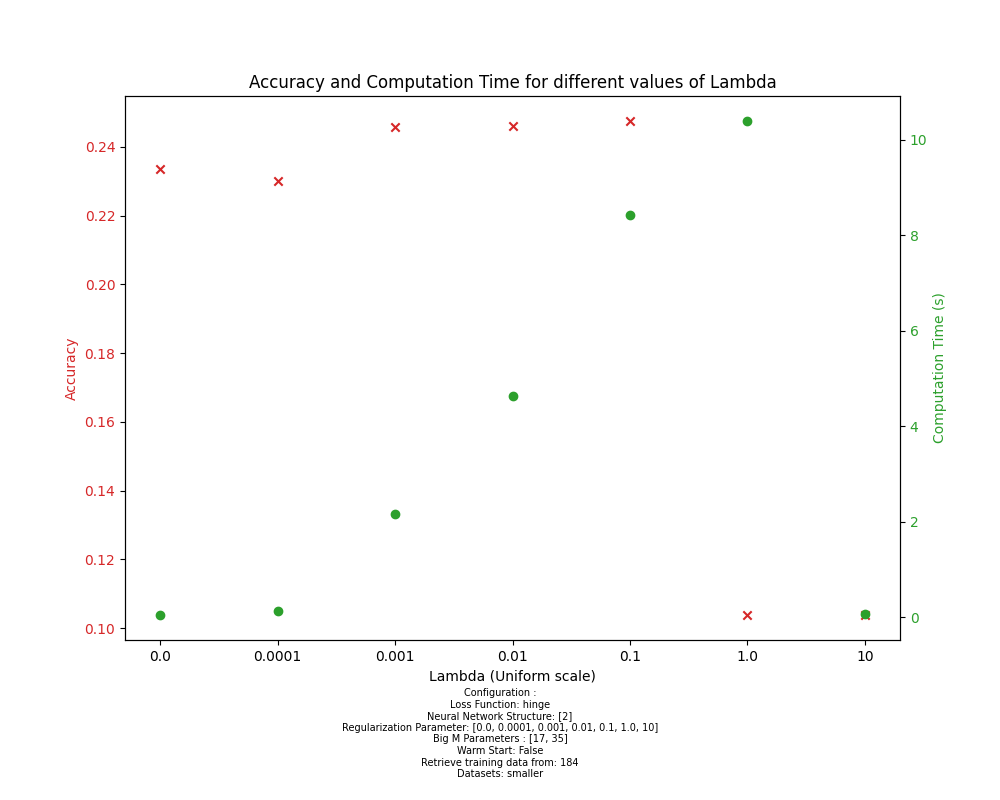 Accuracy and Computation Time for different values of Lambda
0.24
0.22
0.20
0.18
0.16
0.14
0.12
0.10
Accuracy
10
8
6
4
2
0
Computation Time (s)
0.0 0.0001 0.001 0.01 0.1 1.0 10
Lambda (Uniform scale)
Configuration :
Loss Function: hinge
Neural Network Structure: [2]
Regularization Parameter: [0.0, 0.0001, 0.001, 0.01, 0.1, 1.0, 10]
Big M Parameters : [17, 35]
Warm Start: False
Retrieve training data from: 184
Datasets: smaller